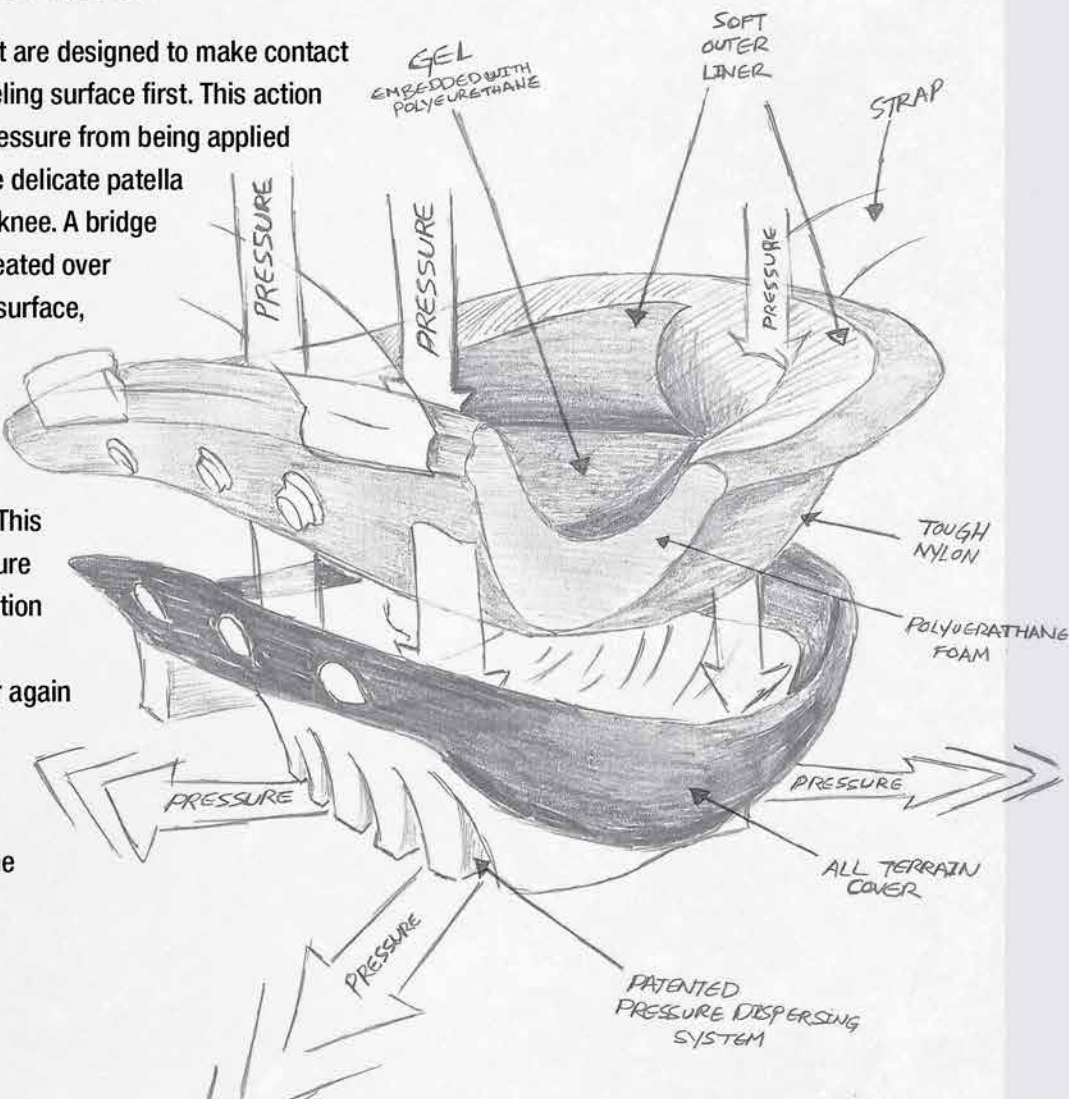 t are designed to make contact
eling surface first. This action
essure from being applied
e delicate patella
knee. A bridge
eated over
surface,
This
ure
tion
r again
ne
GEL
EMBEDDED WITH
POLYEURETHANE
SOFT
OUTER
LINER
STRAP
PRESSURE
PRESSURE
PRESSURE
TOUGH
NYLON
POLYUERATHANE
FOAM
PRESSURE
PRESSURE
ALL TERRAIN
COVER
PRESSURE
PATENTED
PRESSURE DISPERSING
SYSTEM